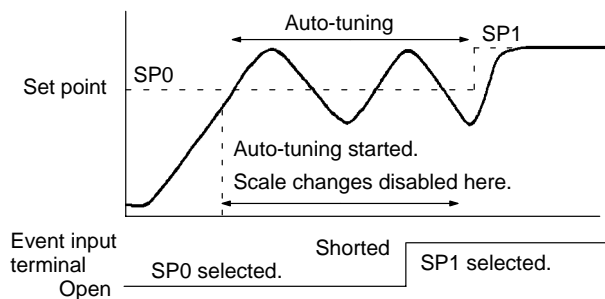 Auto-tuning
SP1
SP0
Set point
Auto-tuning started.
Scale changes disabled here.
Event input
terminal
Shorted
SP0 selected.
SP1 selected.
Open